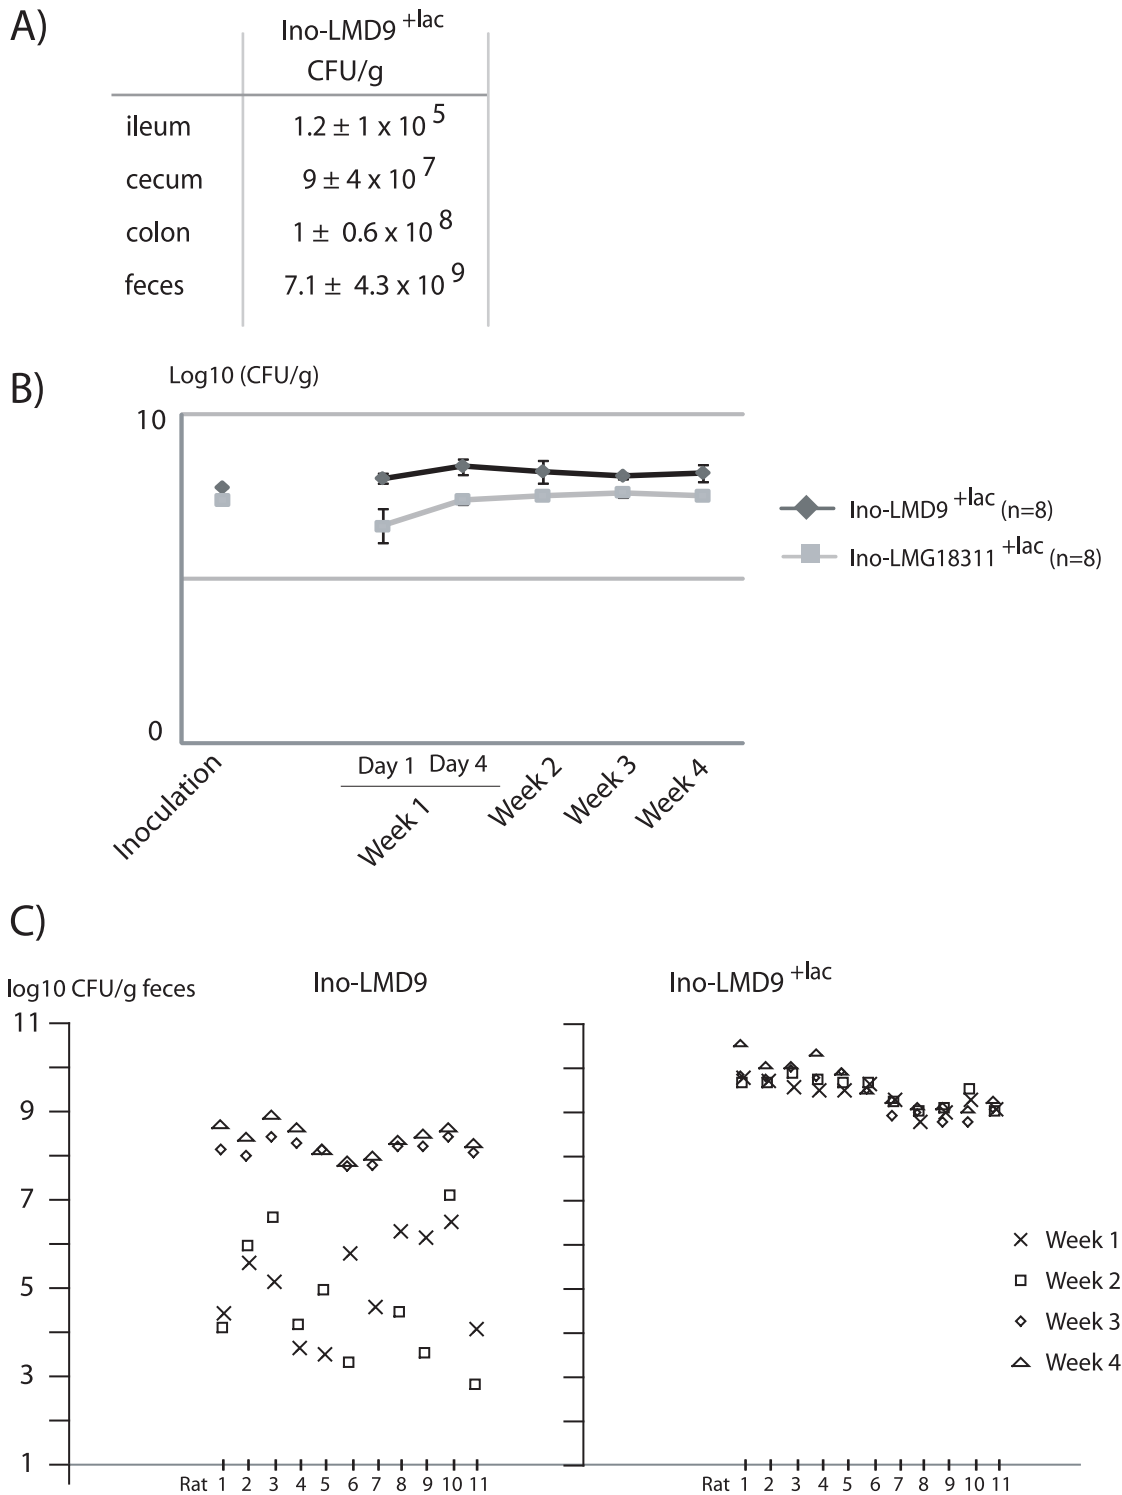 A)
Ino-LMD9 +lac
CFU/g
ileum 1.2 ± 1 x 10 5
cecum 9 ± 4 x 10 7
colon 1 ± 0.6 x 10 8
feces 7.1 ± 4.3 x 10 9
B)
Log10 (CFU/g)
10
0
Inoculation
Day 1 Day 4
Week 1
Week 2
Week 3
Week 4
Ino-LMD9 +lac (n=8)
Ino-LMG18311 +lac (n=8)
C)
log10 CFU/g feces
Ino-LMD9
Ino-LMD9 +lac
11
9
7
5
3
1
Rat 1 2 3 4 5 6 7 8 9 10 11
Rat 1 2 3 4 5 6 7 8 9 10 11
Week 1
Week 2
Week 3
Week 4